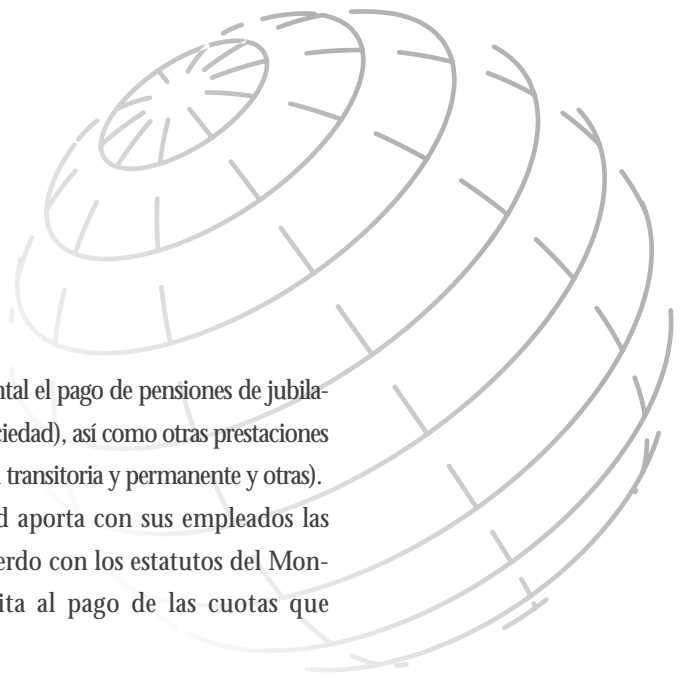 ntal el pago de pensiones de jubila-
ciedad), así como otras prestaciones
transitoria y permanente y otras).
d aporta con sus empleados las
erdo con los estatutos del Mon-
ita al pago de las cuotas que